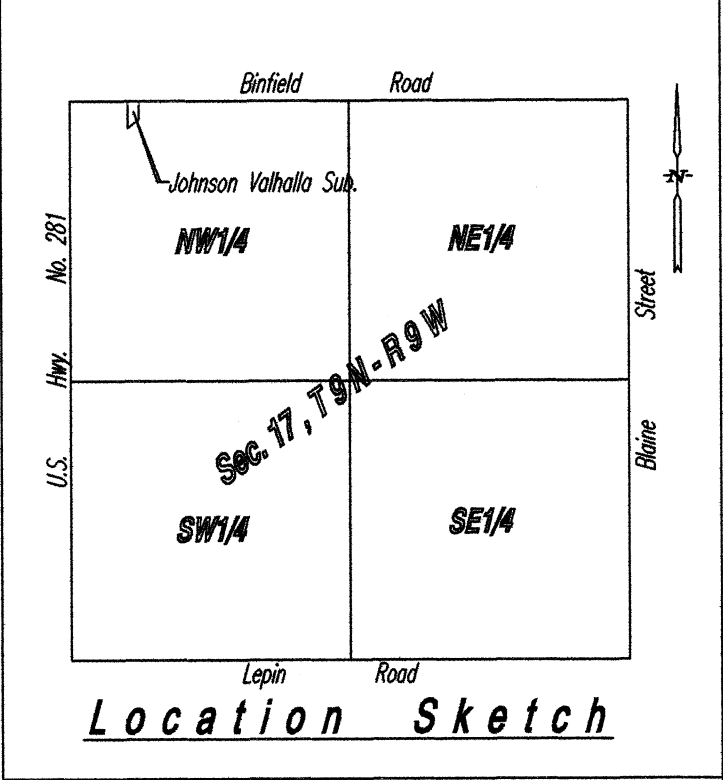 Binfield Road
N
Johnson Valhalla Sub.
NW1/4
NE1/4
U.S. Hwy. No. 281
Blaine Street
Sec. 17, T9N-R9W
SW1/4
SE1/4
Lepin Road
Location Sketch